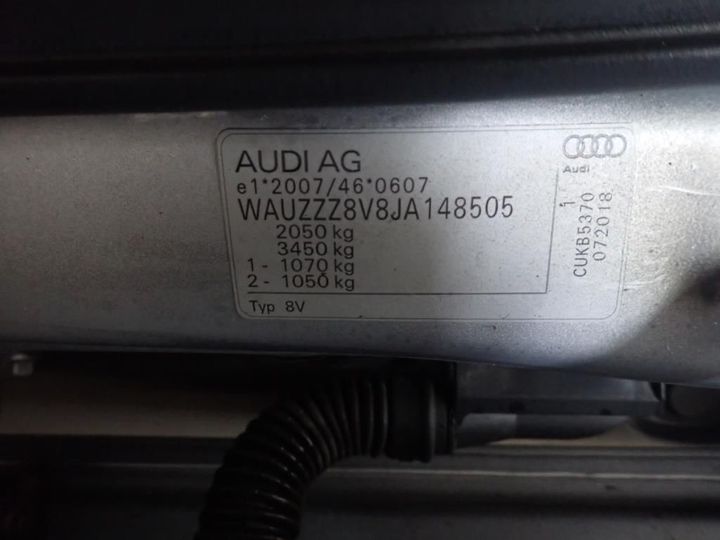 AUDI AG
e1*2007/46*0607
WAUZZZ8V8JA148505
2050 kg
3450 kg
1 - 1070 kg
2 - 1050 kg
Typ 8V
Audi
1
CUKB5370
072018